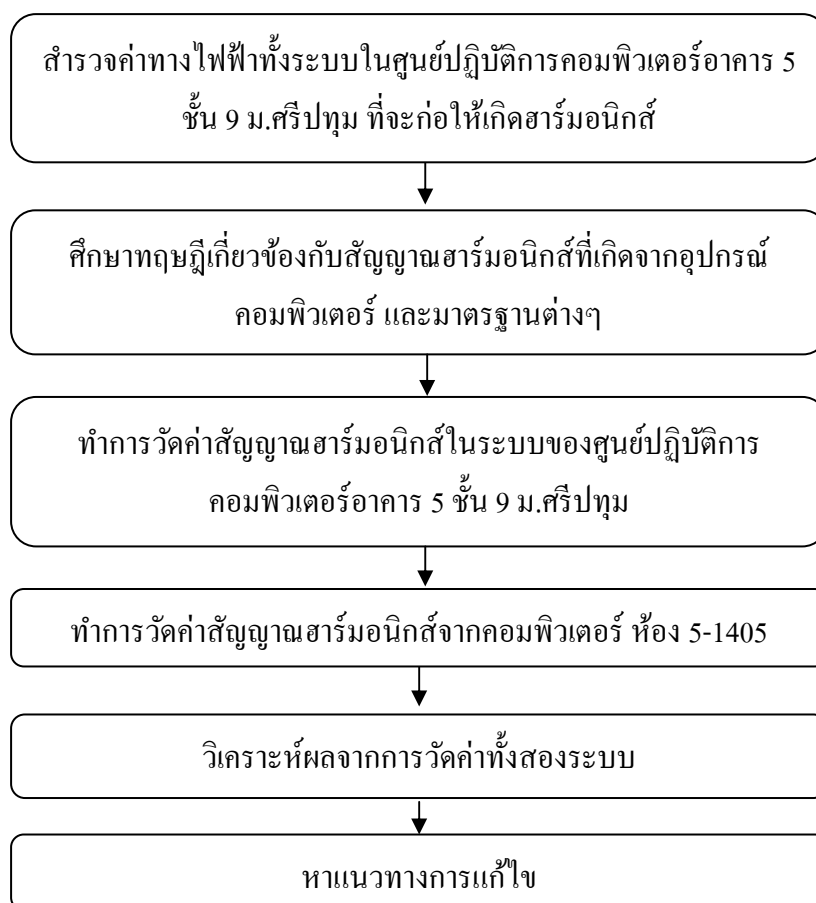 สำรวจค่าทางไฟฟ้าทั้งระบบในศูนย์ปฏิบัติการคอมพิวเตอร์อาคาร 5
ชั้น 9 ม.ศรีปทุม ที่จะก่อให้เกิดฮาร์มอนิกส์
ศึกษาทฤษฎีเกี่ยวข้องกับสัญญาณฮาร์มอนิกส์ที่เกิดจากอุปกรณ์
คอมพิวเตอร์ และมาตรฐานต่างๆ
ทำการวัดค่าสัญญาณฮาร์มอนิกส์ในระบบของศูนย์ปฏิบัติการ
คอมพิวเตอร์อาคาร 5 ชั้น 9 ม.ศรีปทุม
ทำการวัดค่าสัญญาณฮาร์มอนิกส์จากคอมพิวเตอร์ ห้อง 5-1405
วิเคราะห์ผลจากการวัดค่าทั้งสองระบบ
หาแนวทางการแก้ไข